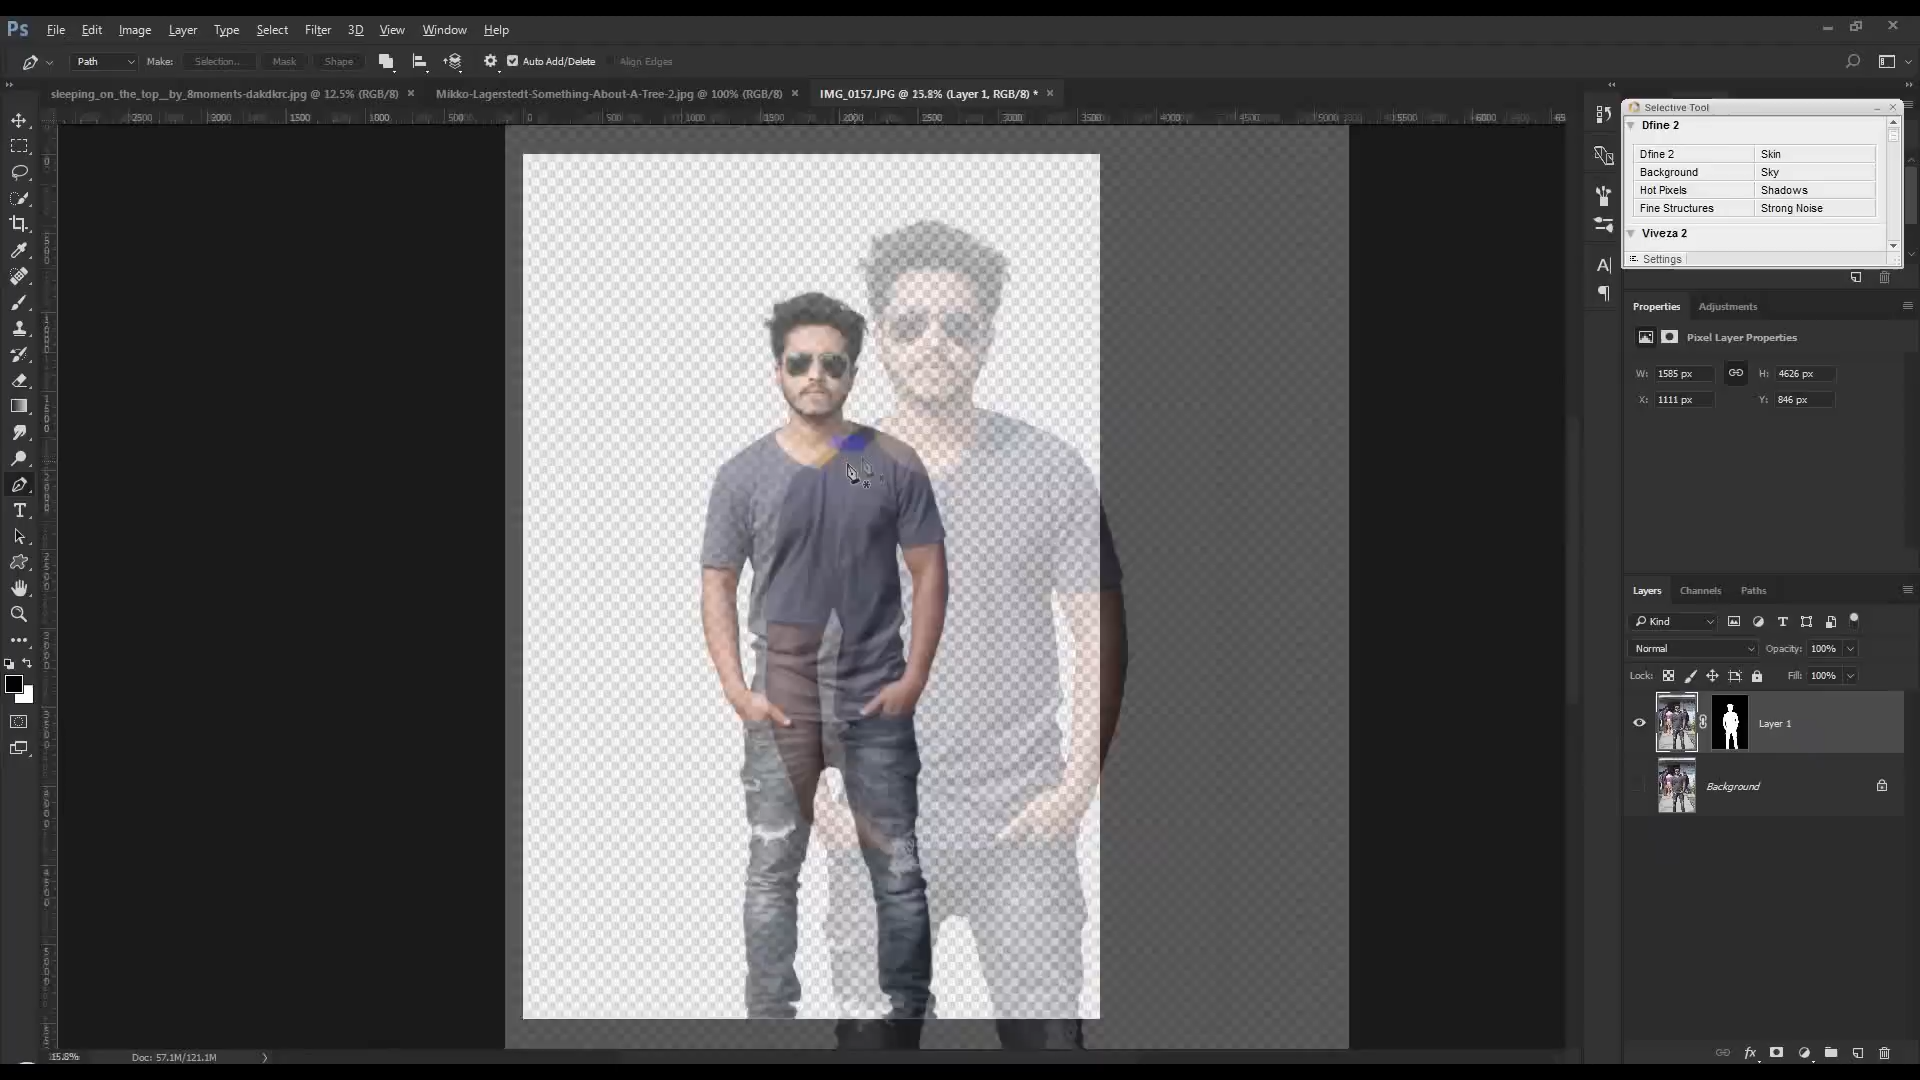 Ps File Edit Image Layer Type Select Filter 3D View Window Help
Path Make: Selection... Mask Shape Auto Add/Delete Align Edges
sleeping_on_the_top__by_8moments-dakdkrc.jpg @ 12.5% (RGB/8) × Mikko-Lagerstedt-Something-About-A-Tree-2.jpg @ 100% (RGB/8) × IMG_0157.JPG @ 15.8% (Layer 1, RGB/8) * ×
Selective Tool
Dfine 2
Dfine 2 Skin
Background Sky
Hot Pixels Shadows
Fine Structures Strong Noise
Viveza 2
Settings
Properties Adjustments
Pixel Layer Properties
W: 1585 px H: 4626 px
X: 1111 px Y: 846 px
Layers Channels Paths
Kind
Normal Opacity: 100%
Lock: Fill: 100%
Layer 1
Background
15.8% Doc: 57.1M/121.1M